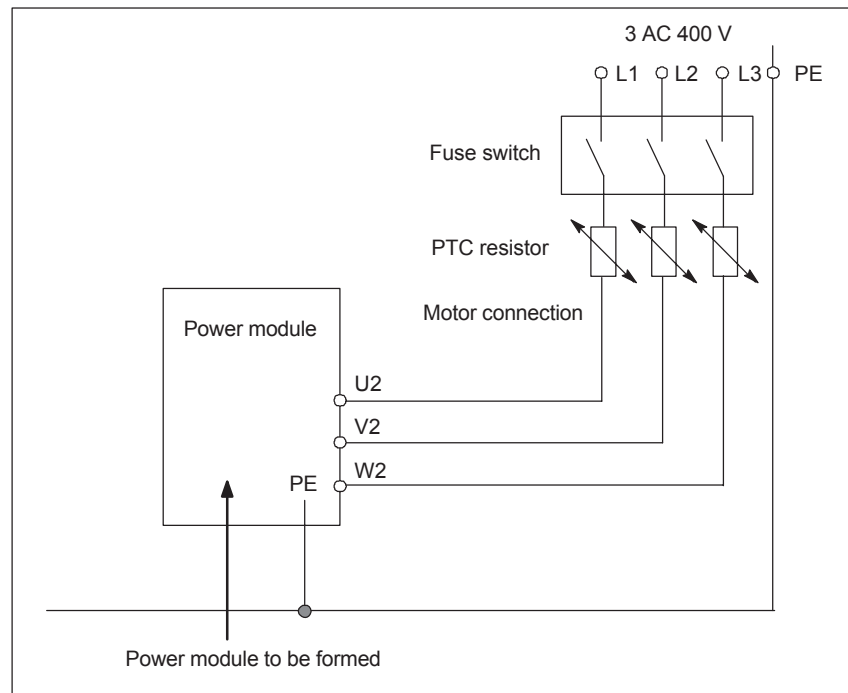 3 AC 400 V
L1 L2 L3 PE
Fuse switch
PTC resistor
Motor connection
Power module
U2
V2
W2
PE
Power module to be formed